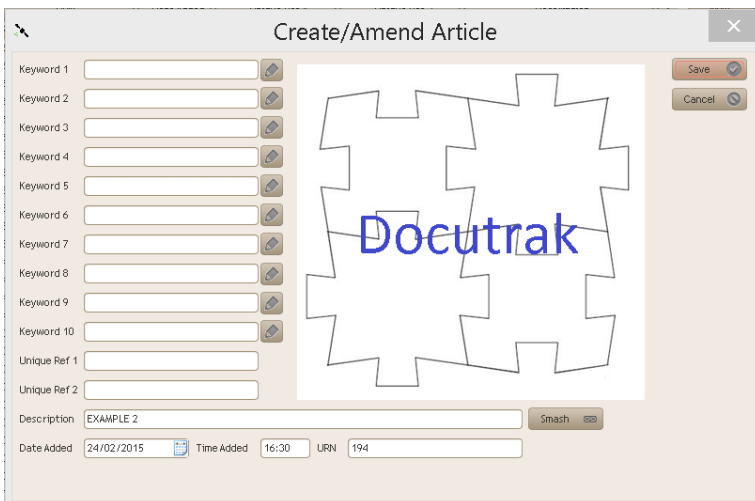 Create/Amend Article
Keyword 1
Save
Keyword 2
Cancel
Keyword 3
Keyword 4
Keyword 5
Keyword 6
Docutrak
Keyword 7
Keyword 8
Keyword 9
Keyword 10
Unique Ref 1
Unique Ref 2
Description EXAMPLE 2 Smash
Date Added 24/02/2015 Time Added 16:30 URN 194